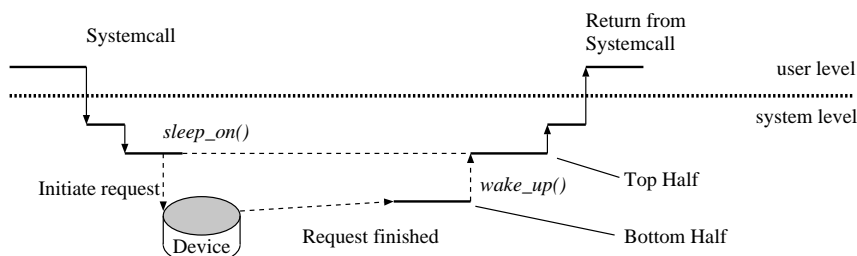 Systemcall
Return from
Systemcall
user level
system level
sleep_on()
Initiate request
wake_up()
Top Half
Device
Request finished
Bottom Half